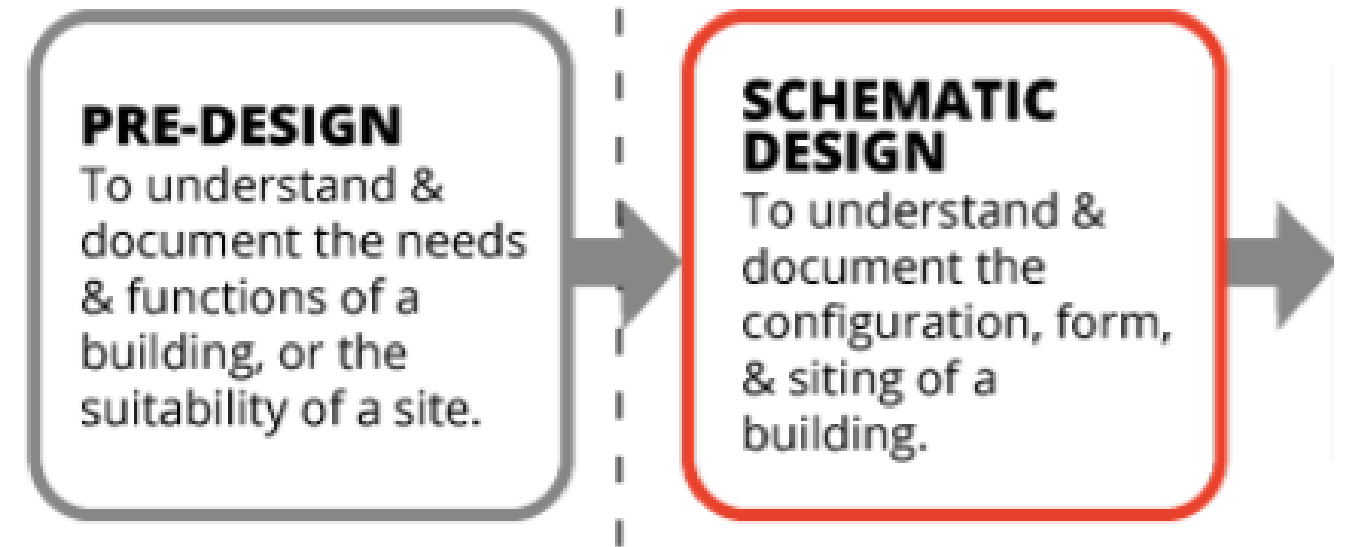 PRE-DESIGN
To understand &
document the needs
& functions of a
building, or the
suitability of a site.
SCHEMATIC
DESIGN
To understand &
document the
configuration, form,
& siting of a
building.